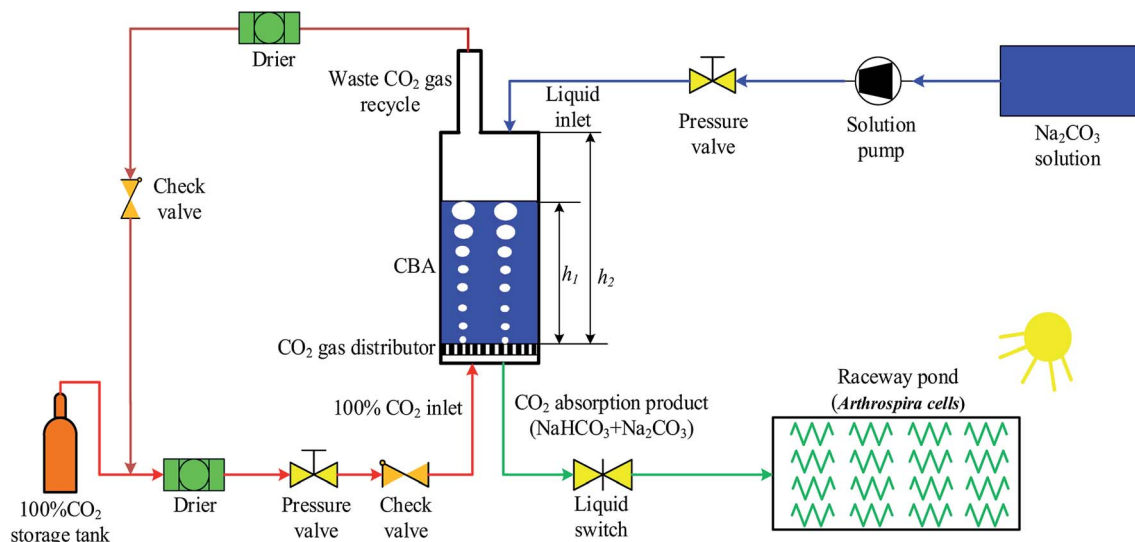 Drier
Waste CO₂ gas
recycle
Liquid
inlet
Pressure
valve
Solution
pump
Na₂CO₃
solution
Check
valve
CBA
h₁
h₂
CO₂ gas distributor
100% CO₂ inlet
CO₂ absorption product
(NaHCO₃+Na₂CO₃)
Raceway pond
(Arthrospira cells)
100%CO₂
storage tank
Drier
Pressure
valve
Check
valve
Liquid
switch